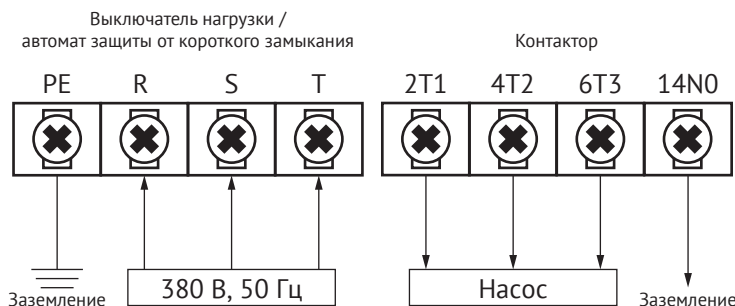 Выключатель нагрузки /
автомат защиты от короткого замыкания
Контактор
PE R S T
2T1 4T2 6T3 14N0
Заземление
380 В, 50 Гц
Насос
Заземление